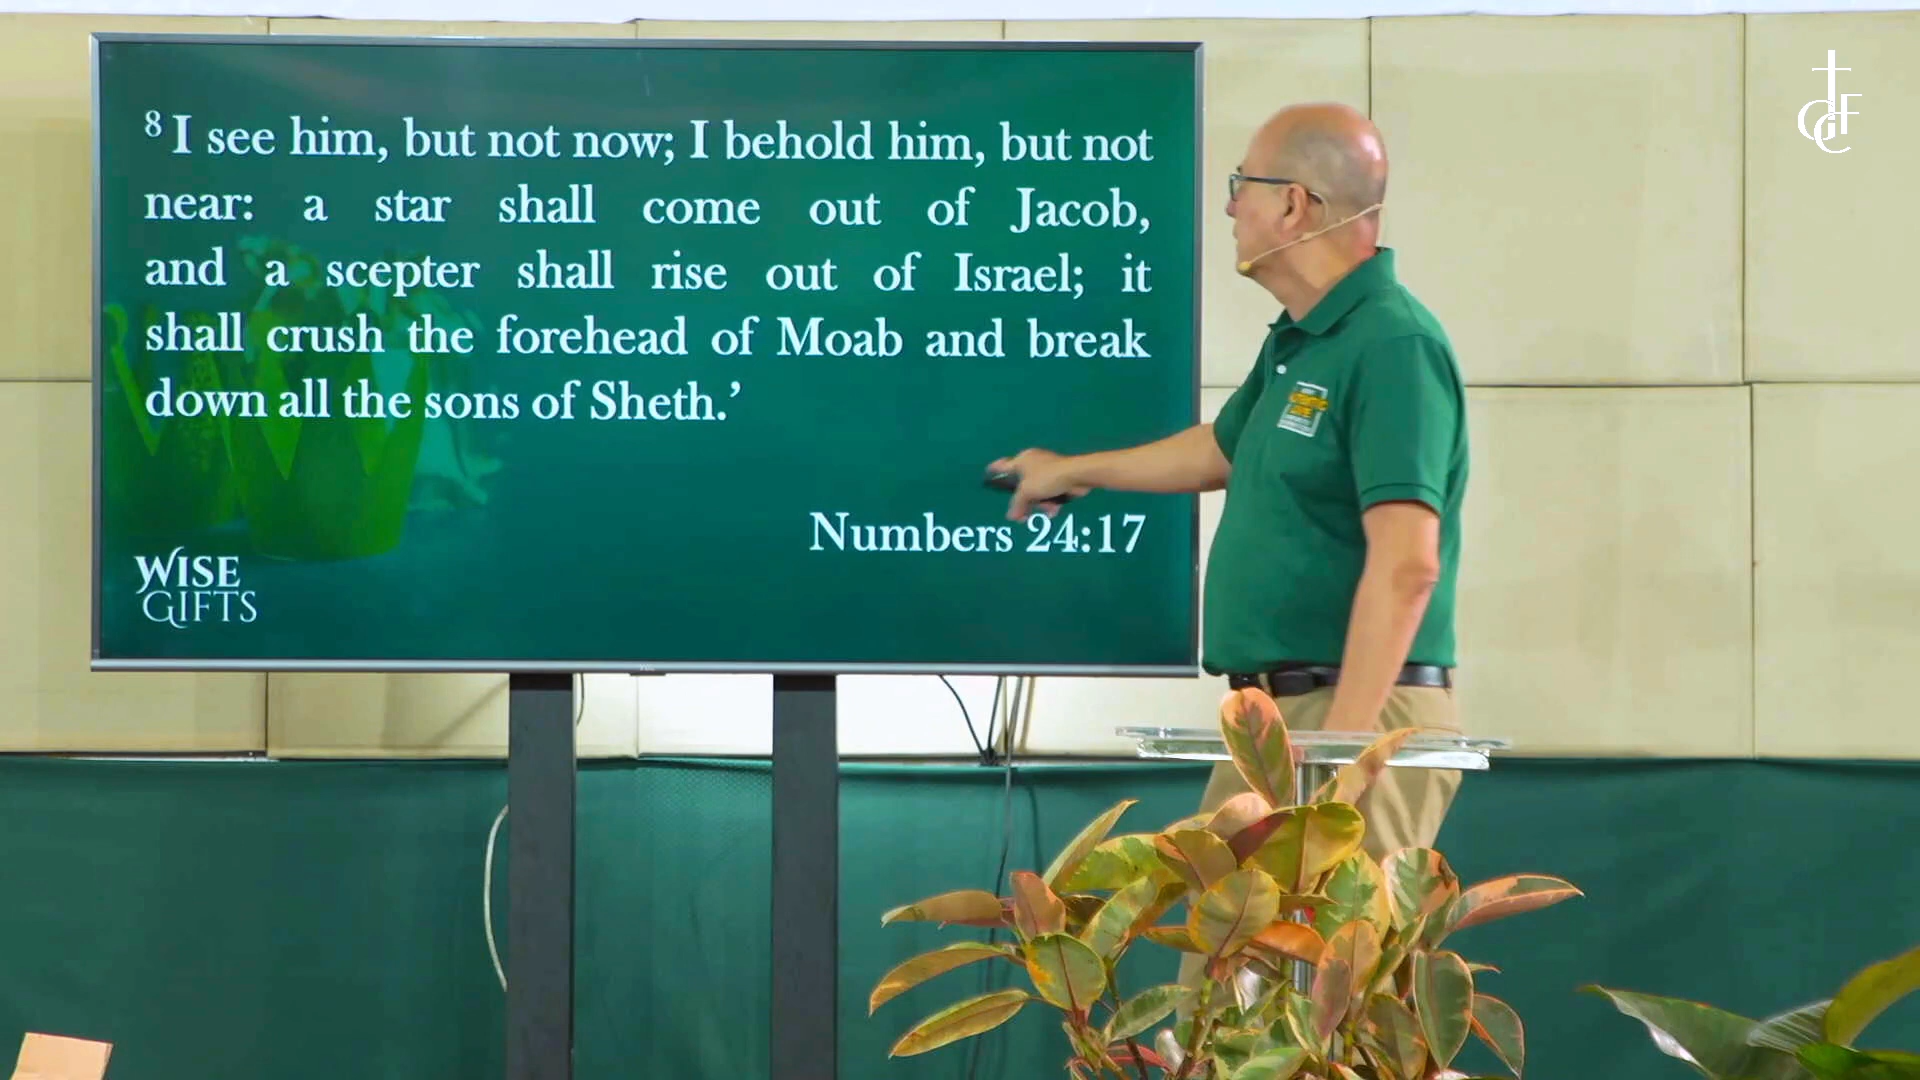 8 I see him, but not now; I behold him, but not
near: a star shall come out of Jacob,
and a scepter shall rise out of Israel; it
shall crush the forehead of Moab and break
down all the sons of Sheth.’
Numbers 24:17
WISE
GIFTS